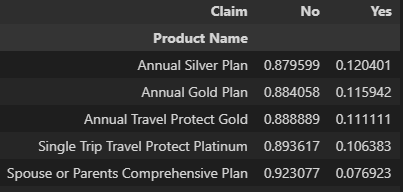 Claim No Yes
Product Name
Annual Silver Plan 0.879599 0.120401
Annual Gold Plan 0.884058 0.115942
Annual Travel Protect Gold 0.888889 0.111111
Single Trip Travel Protect Platinum 0.893617 0.106383
Spouse or Parents Comprehensive Plan 0.923077 0.076923